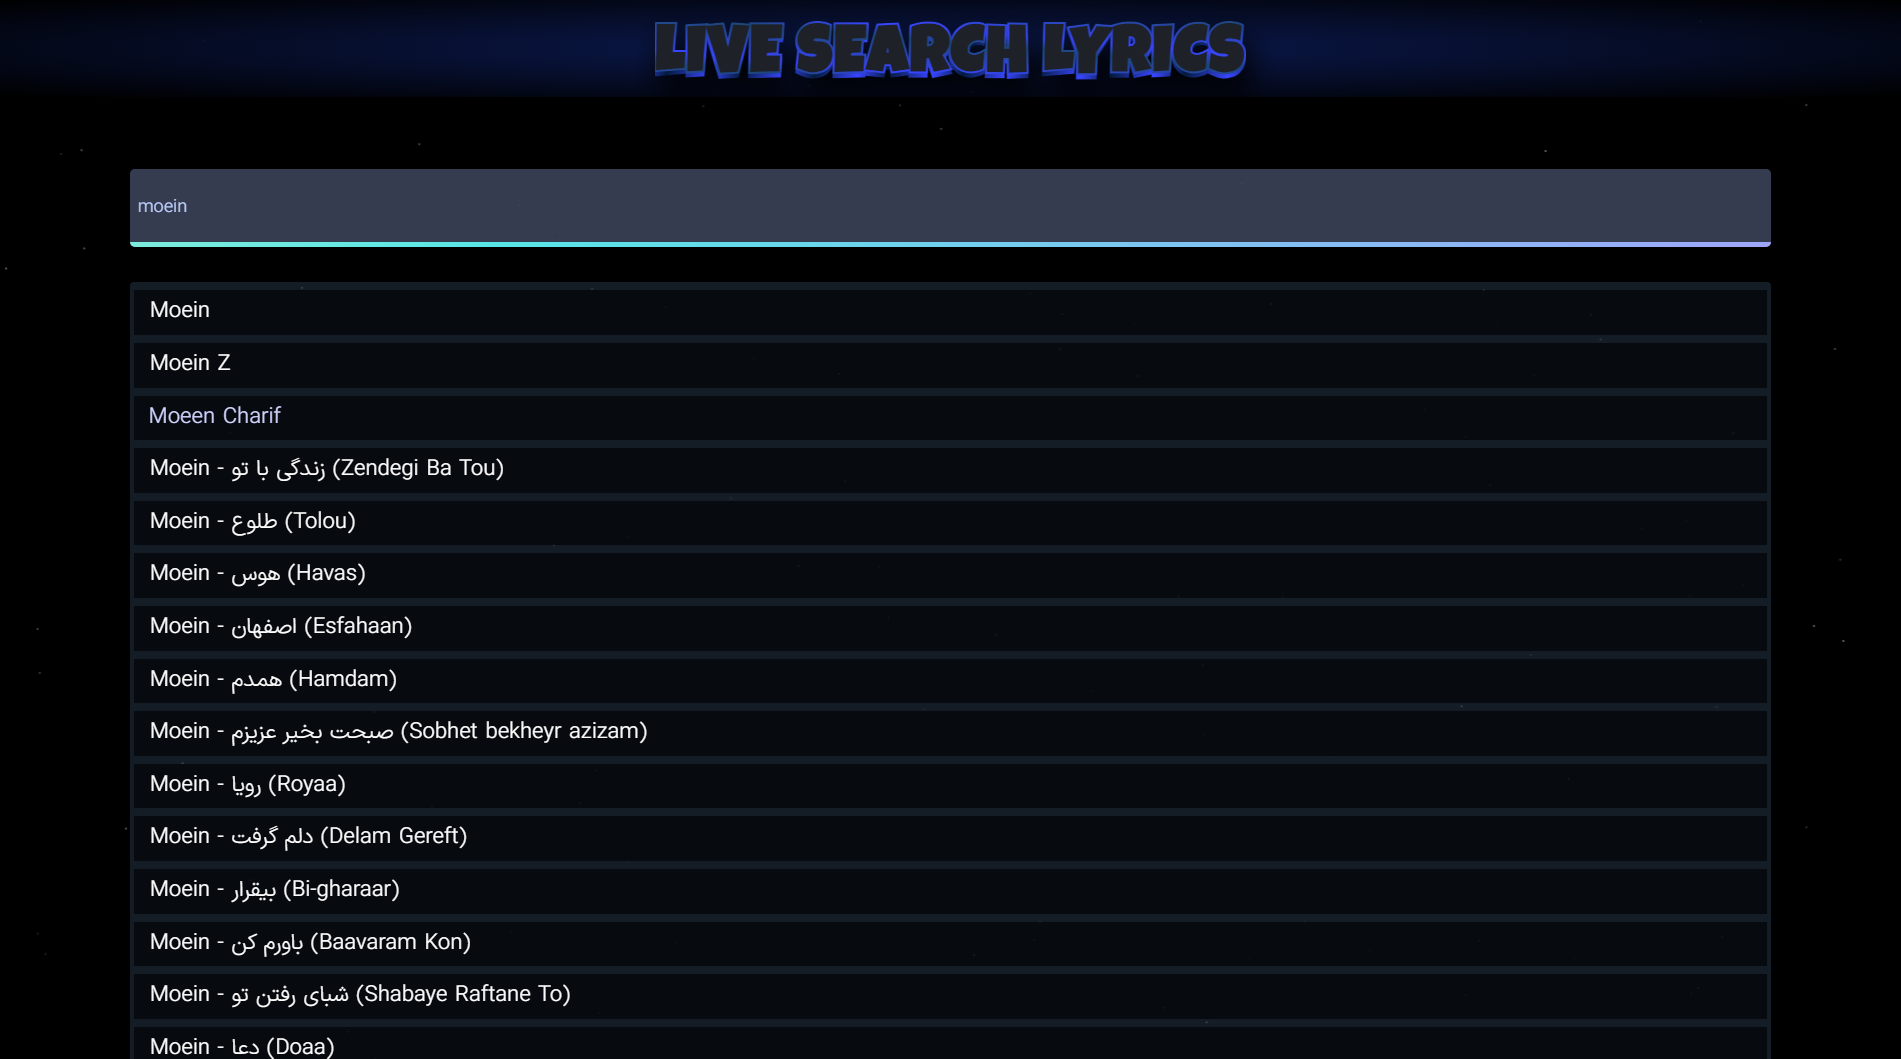 LIVE SEARCH LYRICS
moein
Moein
Moein Z
Moeen Charif
Moein - زندگی با تو (Zendegi Ba Tou)
Moein - طلوع (Tolou)
Moein - هوس (Havas)
Moein - اصفهان (Esfahaan)
Moein - همدم (Hamdam)
Moein - صبحت بخیر عزیزم (Sobhet bekheyr azizam)
Moein - رویا (Royaa)
Moein - دلم گرفت (Delam Gereft)
Moein - بیقرار (Bi-gharaar)
Moein - باورم کن (Baavaram Kon)
Moein - شبای رفتن تو (Shabaye Raftane To)
Moein - دعا (Doaa)